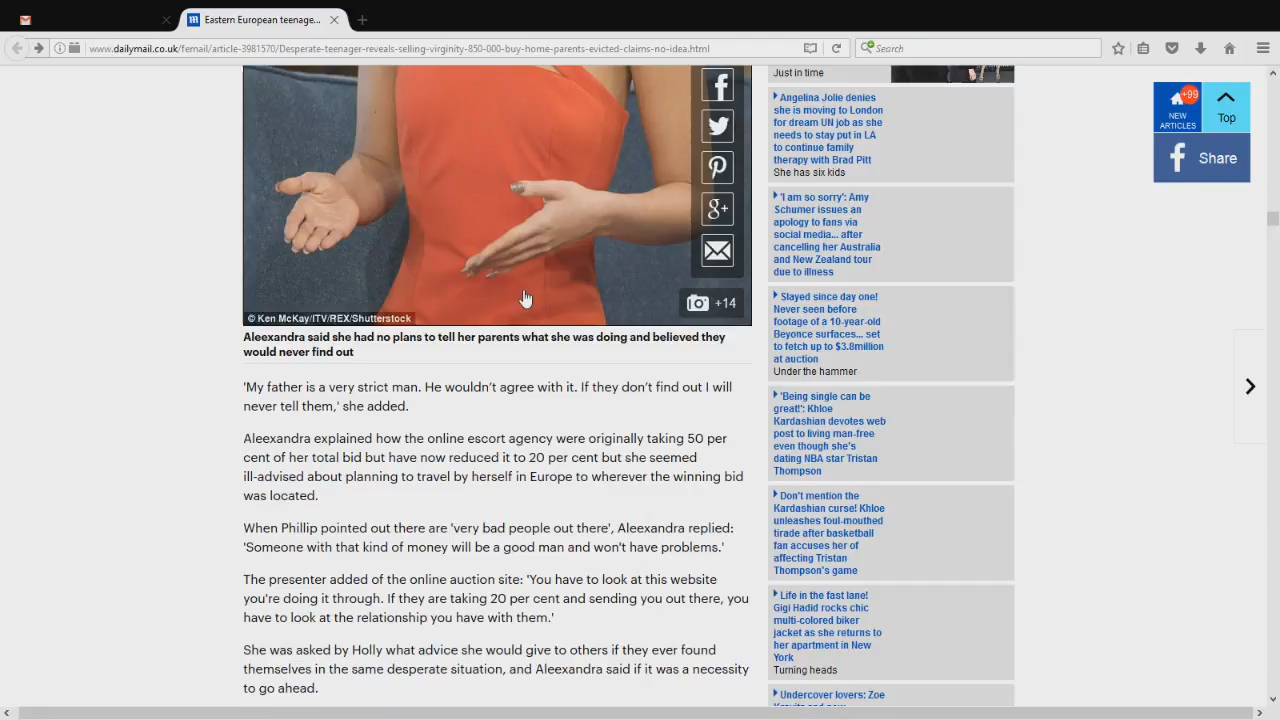 Eastern European teenage...
www.dailymail.co.uk/femail/article-3981570/Desperate-teenager-reveals-selling-virginity-850-000-buy-home-parents-evicted-claims-no-idea.html
Search
© Ken McKay/ITV/REX/Shutterstock
+14
Aleexandra said she had no plans to tell her parents what she was doing and believed they
would never find out
'My father is a very strict man. He wouldn't agree with it. If they don't find out I will
never tell them,' she added.
Aleexandra explained how the online escort agency were originally taking 50 per
cent of her total bid but have now reduced it to 20 per cent but she seemed
ill-advised about planning to travel by herself in Europe to wherever the winning bid
was located.
When Phillip pointed out there are 'very bad people out there', Aleexandra replied:
'Someone with that kind of money will be a good man and won't have problems.'
The presenter added of the online auction site: 'You have to look at this website
you're doing it through. If they are taking 20 per cent and sending you out there, you
have to look at the relationship you have with them.'
She was asked by Holly what advice she would give to others if they ever found
themselves in the same desperate situation, and Aleexandra said if it was a necessity
to go ahead.
Just in time
Angelina Jolie denies
she is moving to London
for dream UN job as she
needs to stay put in LA
to continue family
therapy with Brad Pitt
She has six kids
'I am so sorry': Amy
Schumer issues an
apology to fans via
social media... after
cancelling her Australia
and New Zealand tour
due to illness
Slayed since day one!
Never seen before
footage of a 10-year-old
Beyonce surfaces... set
to fetch up to $3.8million
at auction
Under the hammer
'Being single can be
great!': Khloe
Kardashian devotes web
post to living man-free
even though she's
dating NBA star Tristan
Thompson
Don't mention the
Kardashian curse! Khloe
unleashes foul-mouthed
tirade after basketball
fan accuses her of
affecting Tristan
Thompson's game
Life in the fast lane!
Gigi Hadid rocks chic
multi-colored biker
jacket as she returns to
her apartment in New
York
Turning heads
Undercover lovers: Zoe
+99
NEW
ARTICLES
Top
Share